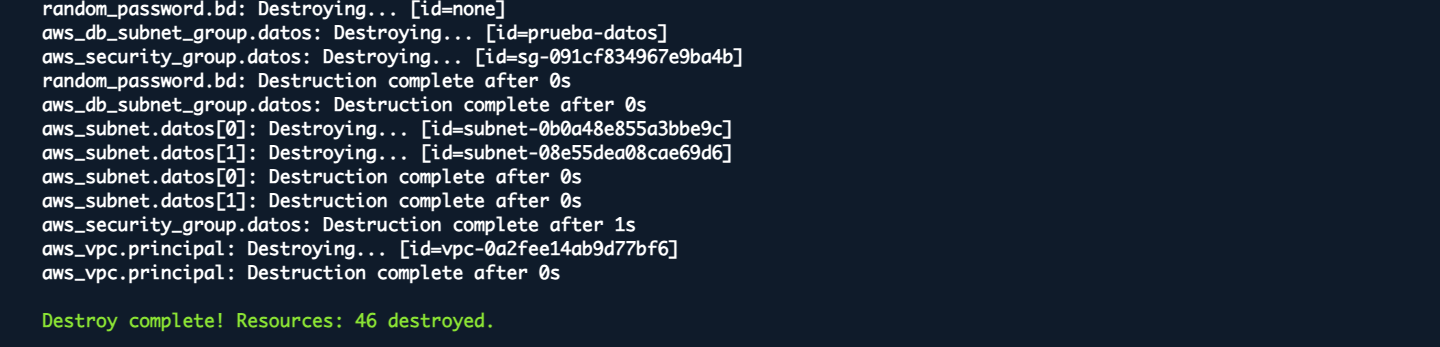 random_password.bd: Destroying... [id=none]
aws_db_subnet_group.datos: Destroying... [id=prueba-datos]
aws_security_group.datos: Destroying... [id=sg-091cf834967e9ba4b]
random_password.bd: Destruction complete after 0s
aws_db_subnet_group.datos: Destruction complete after 0s
aws_subnet.datos[0]: Destroying... [id=subnet-0b0a48e855a3bbe9c]
aws_subnet.datos[1]: Destroying... [id=subnet-08e55dea08cae69d6]
aws_subnet.datos[0]: Destruction complete after 0s
aws_subnet.datos[1]: Destruction complete after 0s
aws_security_group.datos: Destruction complete after 1s
aws_vpc.principal: Destroying... [id=vpc-0a2fee14ab9d77bf6]
aws_vpc.principal: Destruction complete after 0s
Destroy complete! Resources: 46 destroyed.